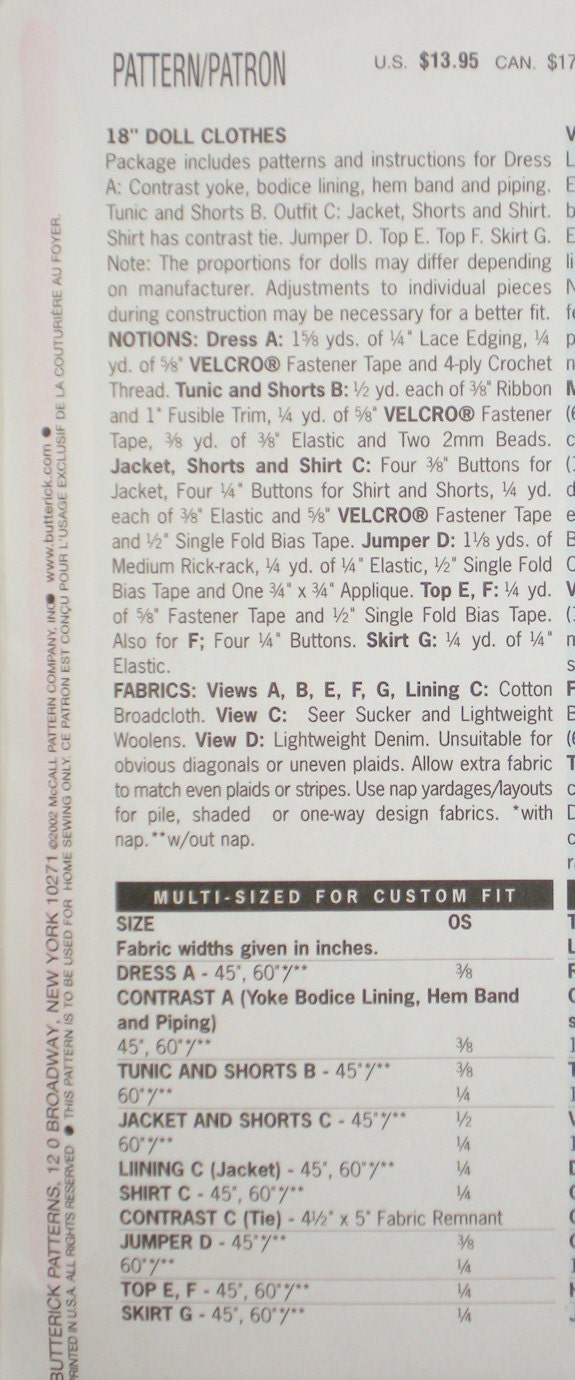 PATTERN/PATRON
U.S. $13.95 CAN. $17
18" DOLL CLOTHES
Package includes patterns and instructions for Dress
A: Contrast yoke, bodice lining, hem band and piping.
Tunic and Shorts B. Outfit C: Jacket, Shorts and Shirt.
Shirt has contrast tie. Jumper D. Top E. Top F. Skirt G.
Note: The proportions for dolls may differ depending
on manufacturer. Adjustments to individual pieces
during construction may be necessary for a better fit.
NOTIONS: Dress A: 1⅝ yds. of ¼" Lace Edging, ¼
yd. of ⅝" VELCRO® Fastener Tape and 4-ply Crochet
Thread. Tunic and Shorts B: ½ yd. each of ⅜" Ribbon
and 1" Fusible Trim, ¼ yd. of ⅝" VELCRO® Fastener
Tape, ⅜ yd. of ⅜" Elastic and Two 2mm Beads.
Jacket, Shorts and Shirt C: Four ⅜" Buttons for
Jacket, Four ¼" Buttons for Shirt and Shorts, ¼ yd.
each of ⅜" Elastic and ⅝" VELCRO® Fastener Tape
and ½" Single Fold Bias Tape. Jumper D: 1⅛ yds. of
Medium Rick-rack, ¼ yd. of ¼" Elastic, ½" Single Fold
Bias Tape and One ¾" x ¾" Applique. Top E, F: ¼ yd.
of ⅝" Fastener Tape and ½" Single Fold Bias Tape.
Also for F; Four ¼" Buttons. Skirt G: ¼ yd. of ¼"
Elastic.
FABRICS: Views A, B, E, F, G, Lining C: Cotton
Broadcloth. View C: Seer Sucker and Lightweight
Woolens. View D: Lightweight Denim. Unsuitable for
obvious diagonals or uneven plaids. Allow extra fabric
to match even plaids or stripes. Use nap yardages/layouts
for pile, shaded or one-way design fabrics. *with
nap.**w/out nap.
MULTI-SIZED FOR CUSTOM FIT
SIZE OS
Fabric widths given in inches.
DRESS A - 45", 60"*/** ⅜
CONTRAST A (Yoke Bodice Lining, Hem Band
and Piping)
45", 60"*/** ⅜
TUNIC AND SHORTS B - 45"*/** ⅜
60"*/** ¼
JACKET AND SHORTS C - 45"*/** ½
60"*/** ¼
LIINING C (Jacket) - 45", 60"*/** ¼
SHIRT C - 45", 60"*/** ¼
CONTRAST C (Tie) - 4½" x 5" Fabric Remnant
JUMPER D - 45"*/** ⅜
60"*/** ¼
TOP E, F - 45", 60"*/** ¼
SKIRT G - 45", 60"*/** ¼
BUTTERICK PATTERNS, 12 0 BROADWAY, NEW YORK 10271 ©2002 McCALL PATTERN COMPANY, INC● www.butterick.com ●
PRINTED IN U.S.A. ALL RIGHTS RESERVED ● THIS PATTERN IS TO BE USED FOR HOME SEWING ONLY. CE PATRON EST CONÇU POUR L'USAGE EXCLUSIF DE LA COUTURIÈRE AU FOYER.